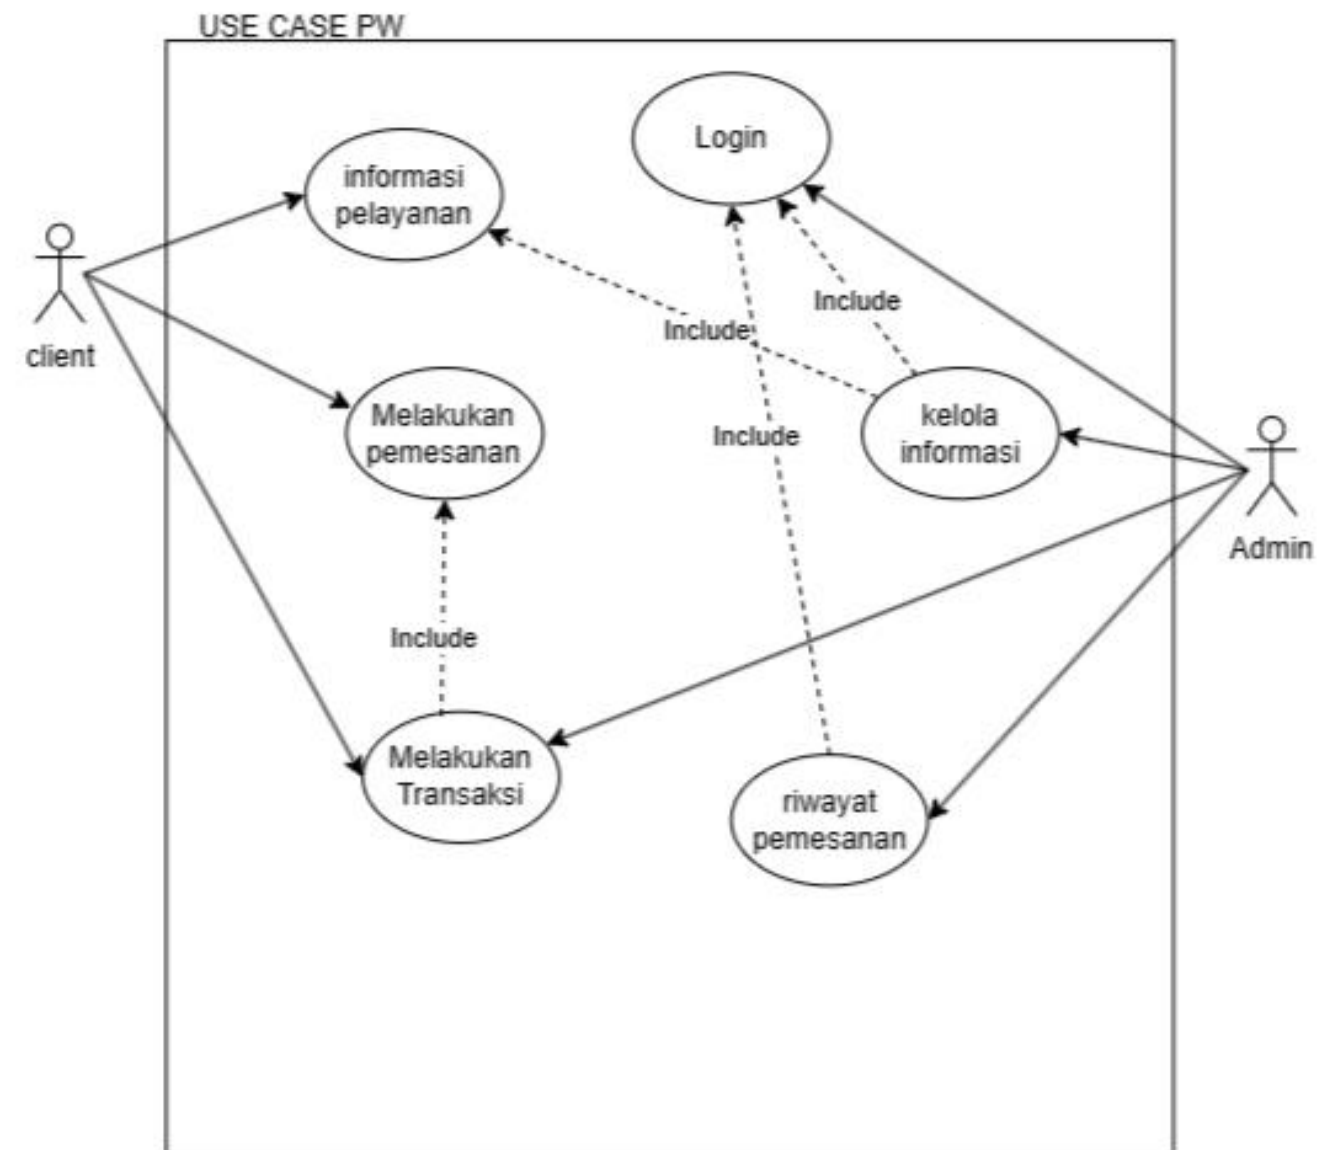 USE CASE PW
Login
informasi
pelayanan
Include
Include
client
Melakukan
pemesanan
Include
kelola
informasi
Admin
Include
Melakukan
Transaksi
riwayat
pemesanan